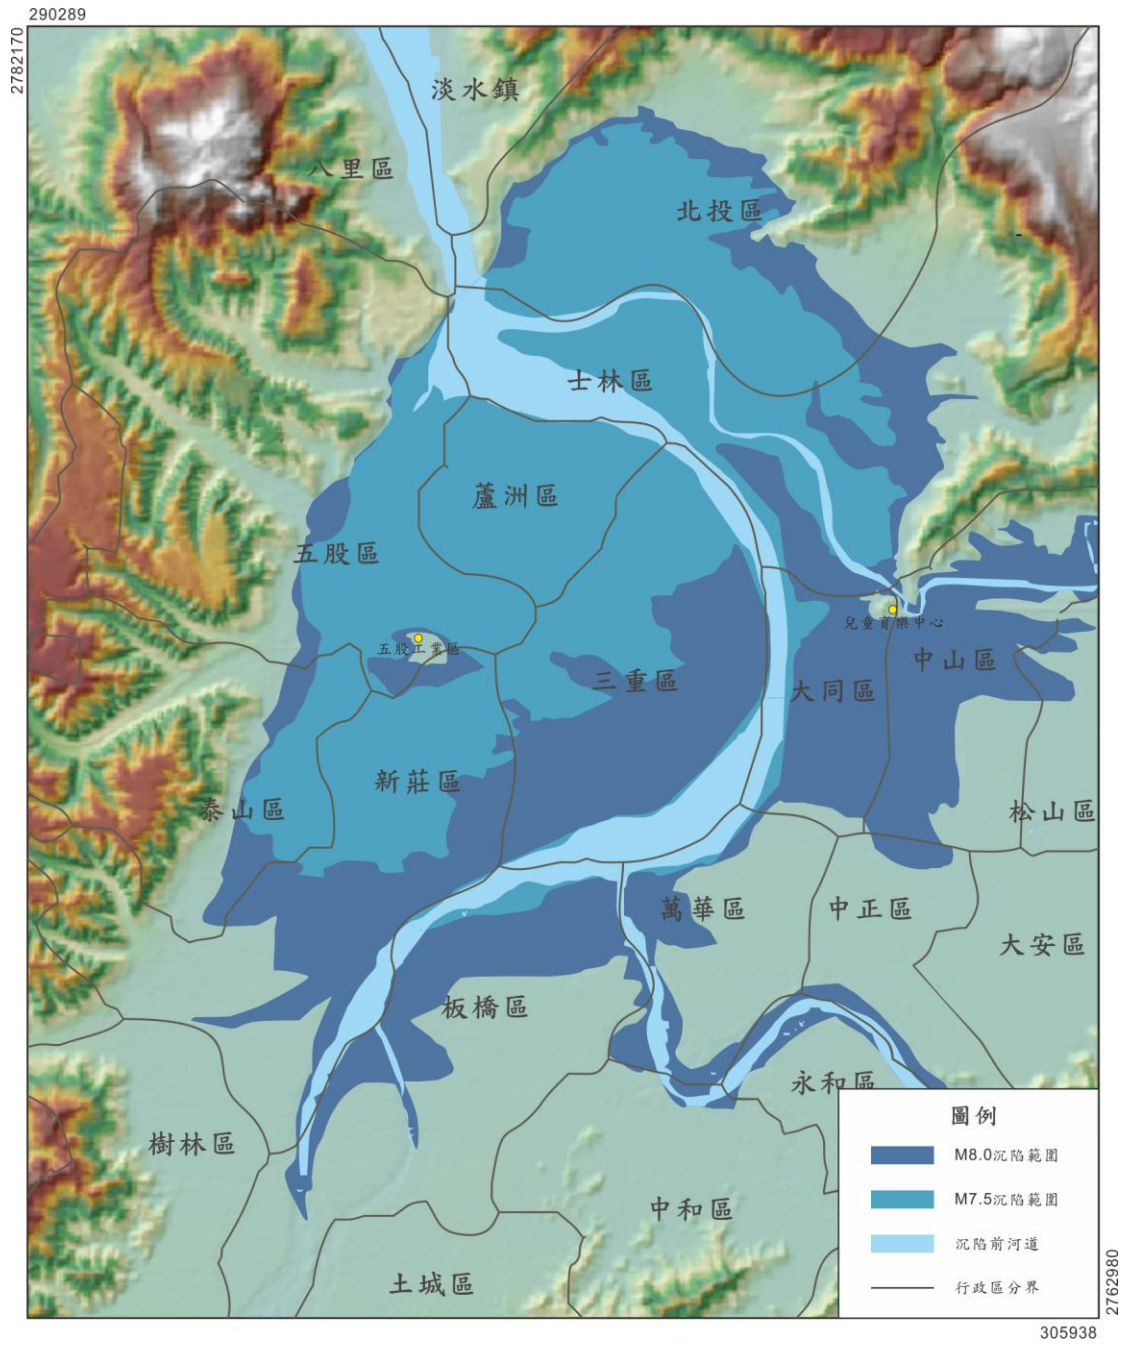 290289
2782170
淡水鎮
八里區
北投區
士林區
蘆洲區
五股區
兒童育樂中心
五股工業區
中山區
三重區
大同區
新莊區
泰山區
松山區
萬華區
中正區
大安區
板橋區
永和區
圖例
樹林區
M8.0沉陷範圍
M7.5沉陷範圍
中和區
沉陷前河道
土城區
行政區分界
2762980
305938